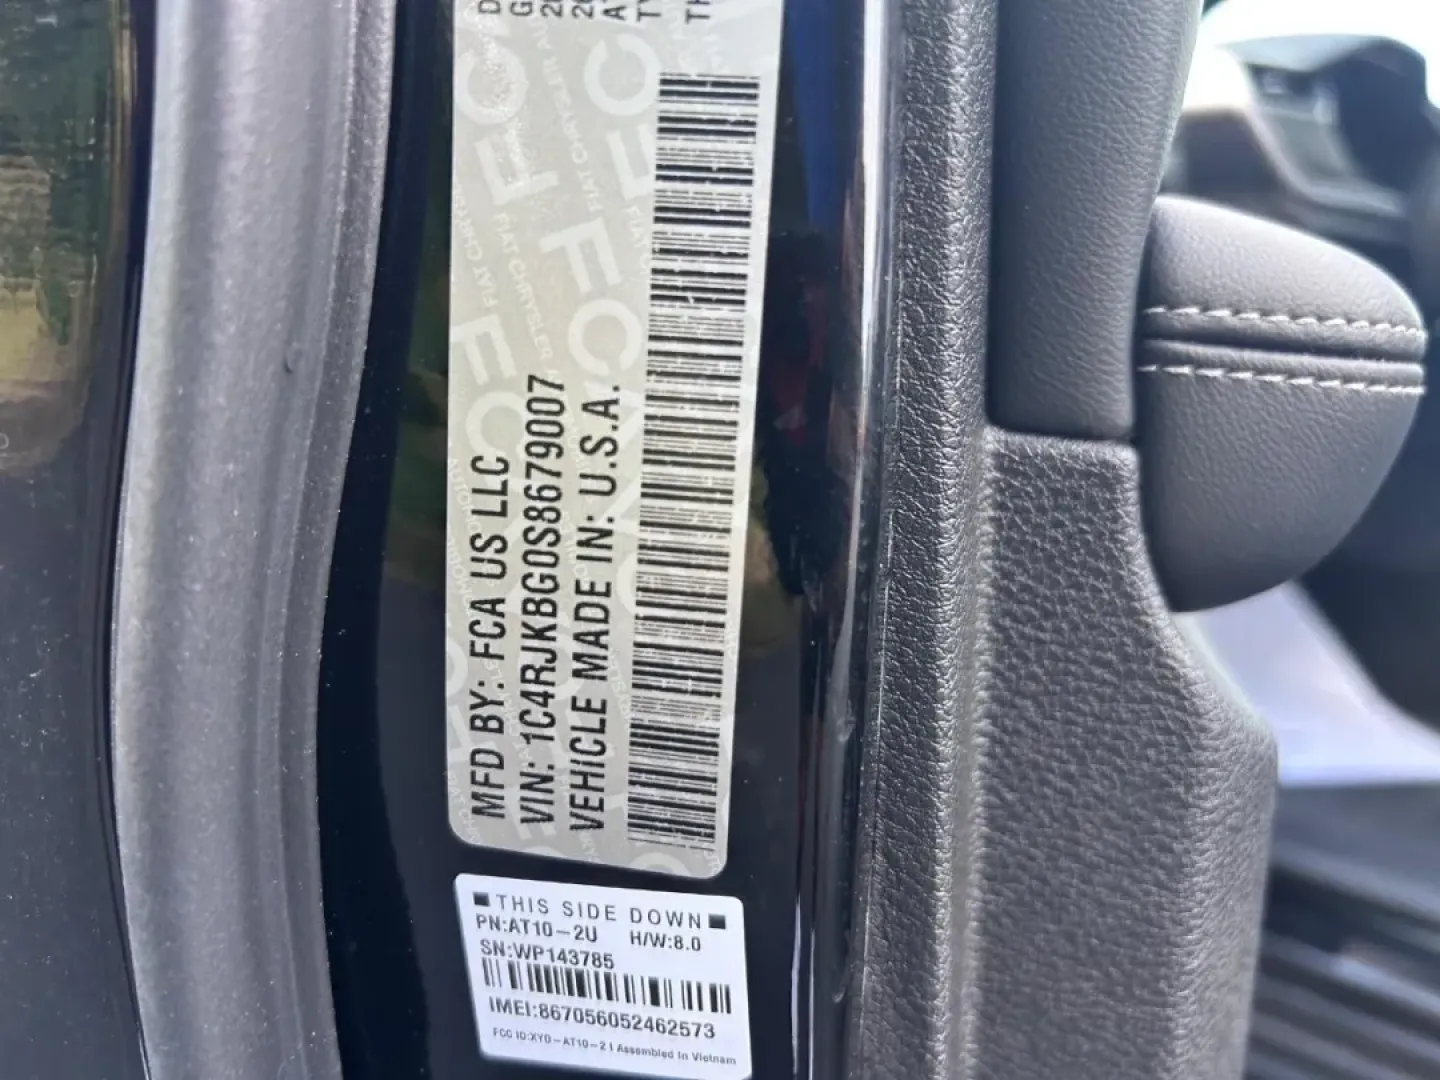 MFD BY: FCA US LLC
VIN: 1C4RJKBG0S8679007
VEHICLE MADE IN: U.S.A.
THIS SIDE DOWN
PN:AT10-2U H/W:8.0
SN:WP143785
IMEI:867056052462573
FCC ID:XYO-AT10-2 I Assembled in Vietnam